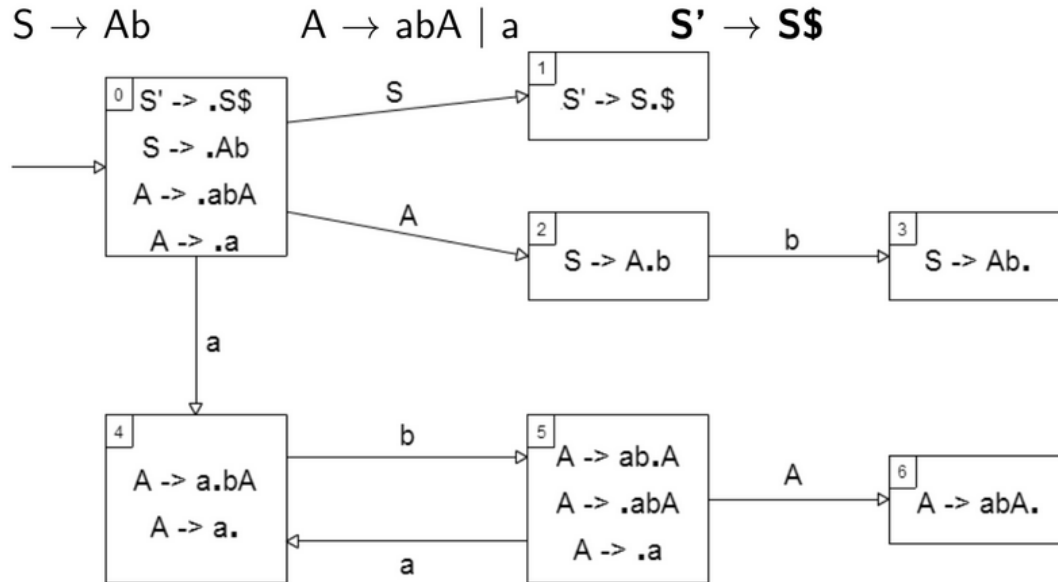 S → Ab A → abA | a S' → S$
0
S' -> .S$
S -> .Ab
A -> .abA
A -> .a
S
1
S' -> S.$
A
2
S -> A.b
b
3
S -> Ab.
a
4
A -> a.bA
A -> a.
b
a
5
A -> ab.A
A -> .abA
A -> .a
A
6
A -> abA.